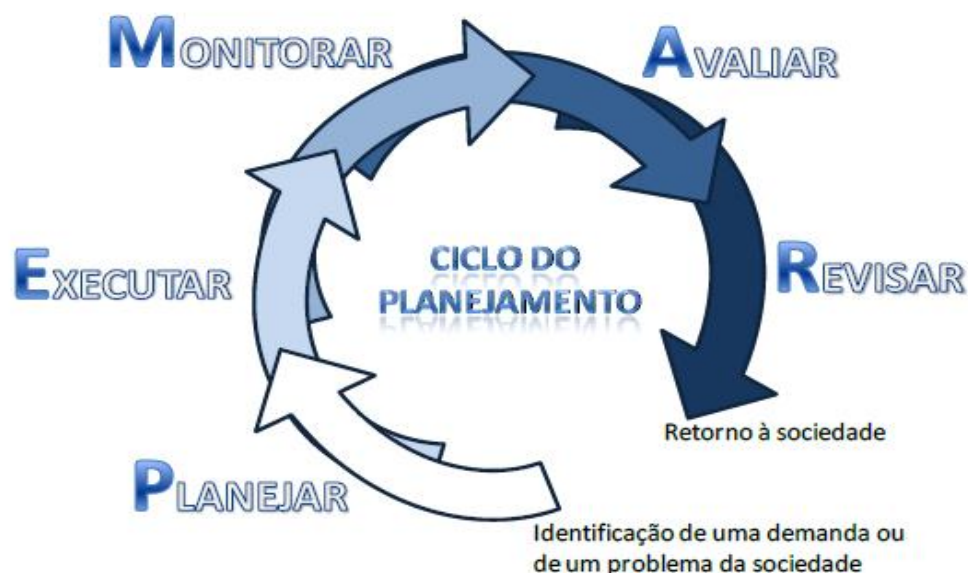 MONITORAR
AVALIAR
EXECUTAR
CICLO DO
PLANEJAMENTO
REVISAR
Retorno à sociedade
PLANEJAR
Identificação de uma demanda ou
de um problema da sociedade